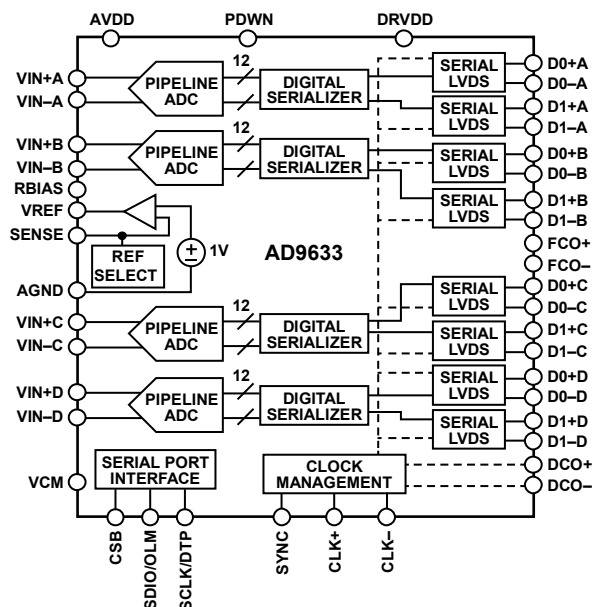 AVDD
PDWN
DRVDD
VIN+A
VIN–A
VIN+B
VIN–B
RBIAS
VREF
SENSE
AGND
VIN+C
VIN–C
VIN+D
VIN–D
VCM
PIPELINE
ADC
12
DIGITAL
SERIALIZER
SERIAL
LVDS
SERIAL
LVDS
PIPELINE
ADC
12
DIGITAL
SERIALIZER
SERIAL
LVDS
SERIAL
LVDS
REF
SELECT
1V
AD9633
PIPELINE
ADC
12
DIGITAL
SERIALIZER
SERIAL
LVDS
SERIAL
LVDS
PIPELINE
ADC
12
DIGITAL
SERIALIZER
SERIAL
LVDS
SERIAL
LVDS
SERIAL PORT
INTERFACE
CLOCK
MANAGEMENT
D0+A
D0–A
D1+A
D1–A
D0+B
D0–B
D1+B
D1–B
FCO+
FCO–
D0+C
D0–C
D1+C
D1–C
D0+D
D0–D
D1+D
D1–D
DCO+
DCO–
CSB
SDIO/OLM
SCLK/DTP
SYNC
CLK+
CLK–